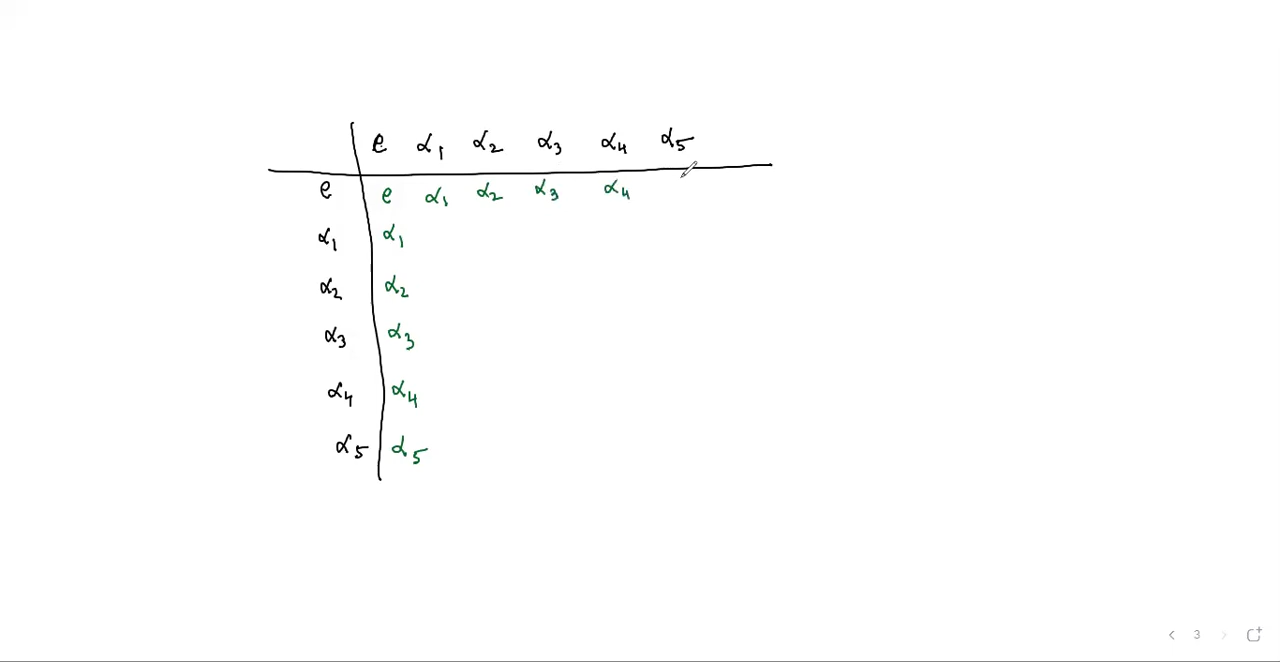 e α₁ α₂ α₃ α₄ α₅
e e α₁ α₂ α₃ α₄
α₁ α₁
α₂ α₂
α₃ α₃
α₄ α₄
α₅ α₅
3